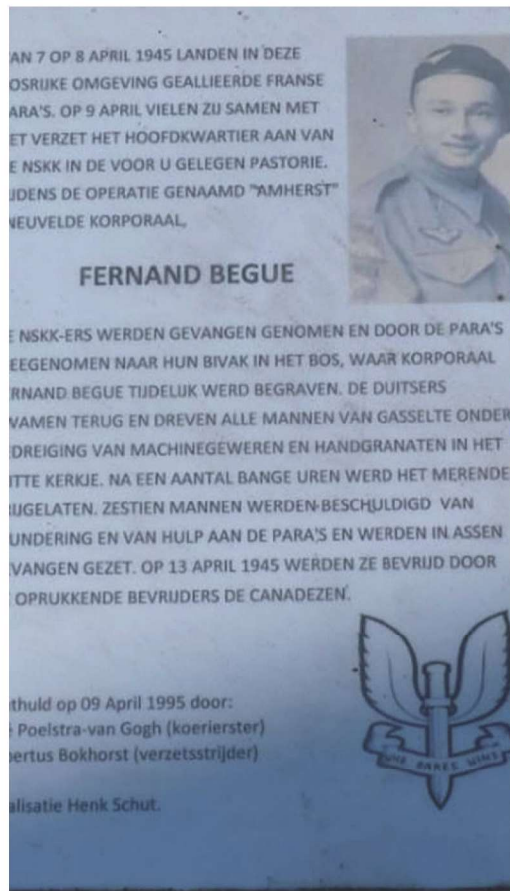 AN 7 OP 8 APRIL 1945 LANDEN IN DEZE
OSRIJKE OMGEVING GEALLIEERDE FRANSE
ARA'S. OP 9 APRIL VIELEN ZIJ SAMEN MET
ET VERZET HET HOOFDKWARTIER AAN VAN
E NSKK IN DE VOOR U GELEGEN PASTORIE.
IJDENS DE OPERATIE GENAAMD "AMHERST"
NEUVELDE KORPORAAL,
FERNAND BEGUE
E NSKK-ERS WERDEN GEVANGEN GENOMEN EN DOOR DE PARA'S
EEGENOMEN NAAR HUN BIVAK IN HET BOS, WAAR KORPORAAL
RNAND BEGUE TIJDELIJK WERD BEGRAVEN. DE DUITSERS
WAMEN TERUG EN DREVEN ALLE MANNEN VAN GASSELTE ONDER
DREIGING VAN MACHINEGEWEREN EN HANDGRANATEN IN HET
ITTE KERKJE. NA EEN AANTAL BANGE UREN WERD HET MERENDE
RIJGELATEN. ZESTIEN MANNEN WERDEN BESCHULDIGD VAN
UNDERING EN VAN HULP AAN DE PARA'S EN WERDEN IN ASSEN
VANGEN GEZET. OP 13 APRIL 1945 WERDEN ZE BEVRIJD DOOR
OPRUKKENDE BEVRIJDERS DE CANADEZEN.
thuld op 09 April 1995 door:
Poelstra-van Gogh (koerierster)
ertus Bokhorst (verzetsstrijder)
WHO DARES WINS
alisatie Henk Schut.